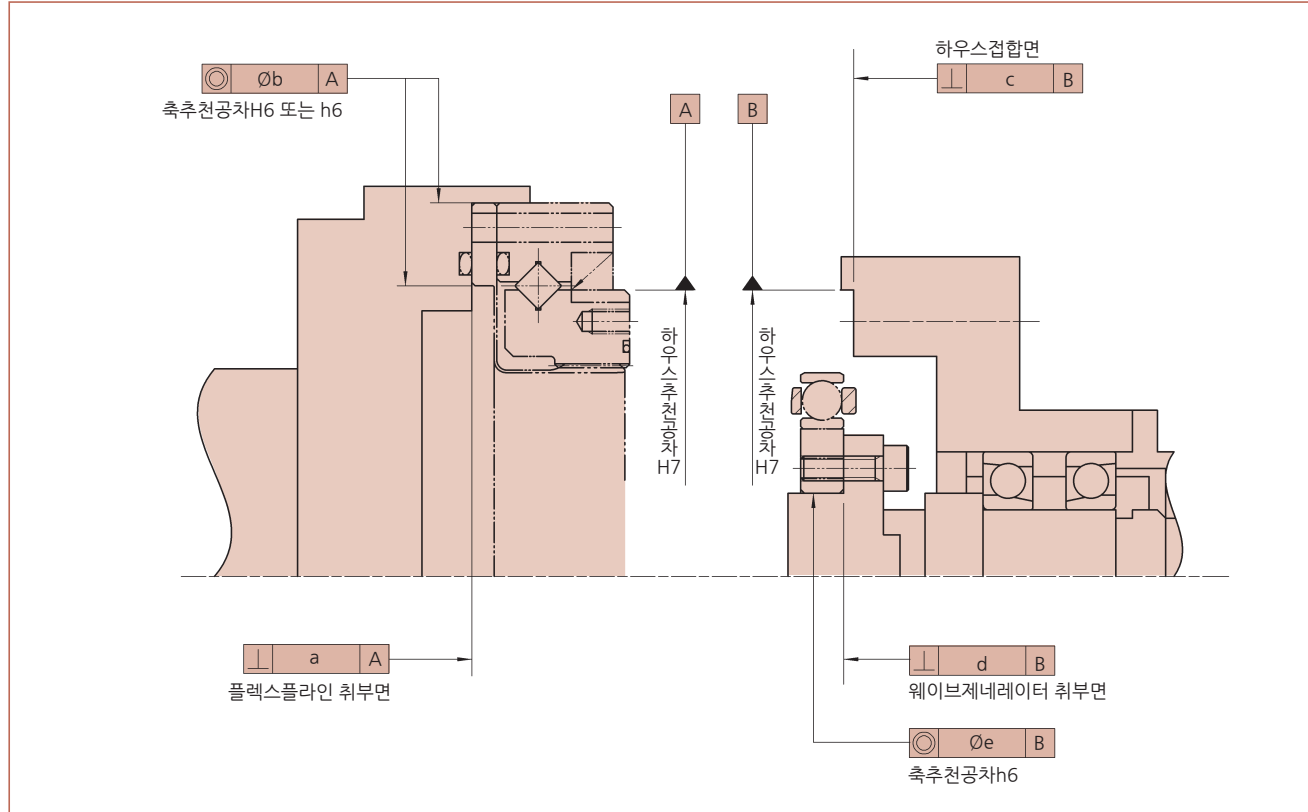 ◎ Øb A
축추천공차H6 또는 h6
A
B
하우스접합면
⊥ c B
하우스추천공차H7
하우스추천공차H7
⊥ a A
플렉스플라인 취부면
⊥ d B
웨이브제네레이터 취부면
◎ Øe B
축추천공차h6